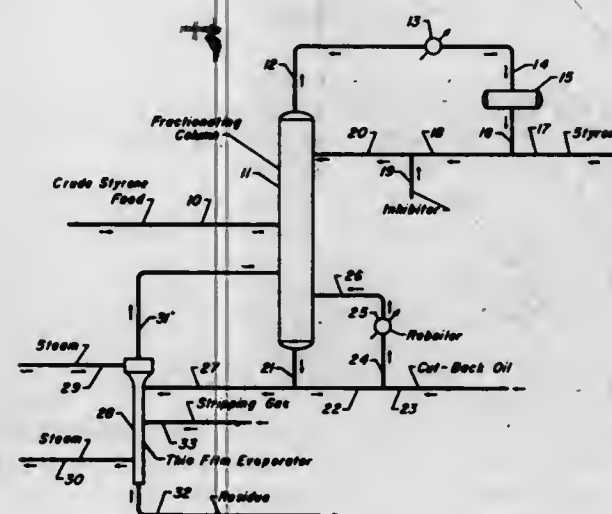 13
12
14
15
Fractionating
Column
11
20
18
16
17
Styrene
19
Inhibitor
Crude Styrene
Feed
10
26
25
Reboiler
31
24
Steam
29
27
21
Cut-Back Oil
22
23
28
Stripping Gas
33
Steam
30
Thin Film Evaporator
32
Residue